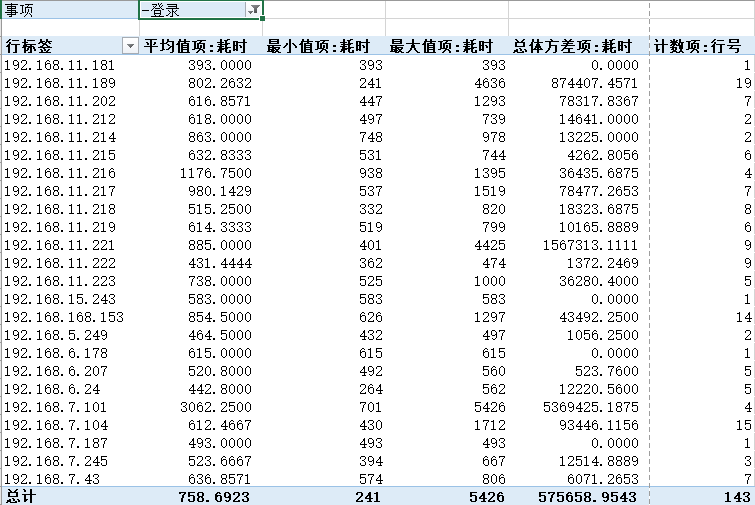 事项 -登录
行标签 平均值项:耗时 最小值项:耗时 最大值项:耗时 总体方差项:耗时 计数项:行号
192.168.11.181 393.0000 393 393 0.0000 1
192.168.11.189 802.2632 241 4636 874407.4571 19
192.168.11.202 616.8571 447 1293 78317.8367 7
192.168.11.212 618.0000 497 739 14641.0000 2
192.168.11.214 863.0000 748 978 13225.0000 2
192.168.11.215 632.8333 531 744 4262.8056 6
192.168.11.216 1176.7500 938 1395 36435.6875 4
192.168.11.217 980.1429 537 1519 78477.2653 7
192.168.11.218 515.2500 332 820 18323.6875 8
192.168.11.219 614.3333 519 799 10165.8889 6
192.168.11.221 885.0000 401 4425 1567313.1111 9
192.168.11.222 431.4444 362 474 1372.2469 9
192.168.11.223 738.0000 525 1000 36280.4000 5
192.168.15.243 583.0000 583 583 0.0000 1
192.168.168.153 854.5000 626 1297 43492.2500 14
192.168.5.249 464.5000 432 497 1056.2500 2
192.168.6.178 615.0000 615 615 0.0000 1
192.168.6.207 520.8000 492 560 523.7600 5
192.168.6.24 442.8000 264 562 12220.5600 5
192.168.7.101 3062.2500 701 5426 5369425.1875 4
192.168.7.104 612.4667 430 1712 93446.1156 15
192.168.7.187 493.0000 493 493 0.0000 1
192.168.7.245 523.6667 394 667 12514.8889 3
192.168.7.43 636.8571 574 806 6071.2653 7
总计 758.6923 241 5426 575658.9543 143